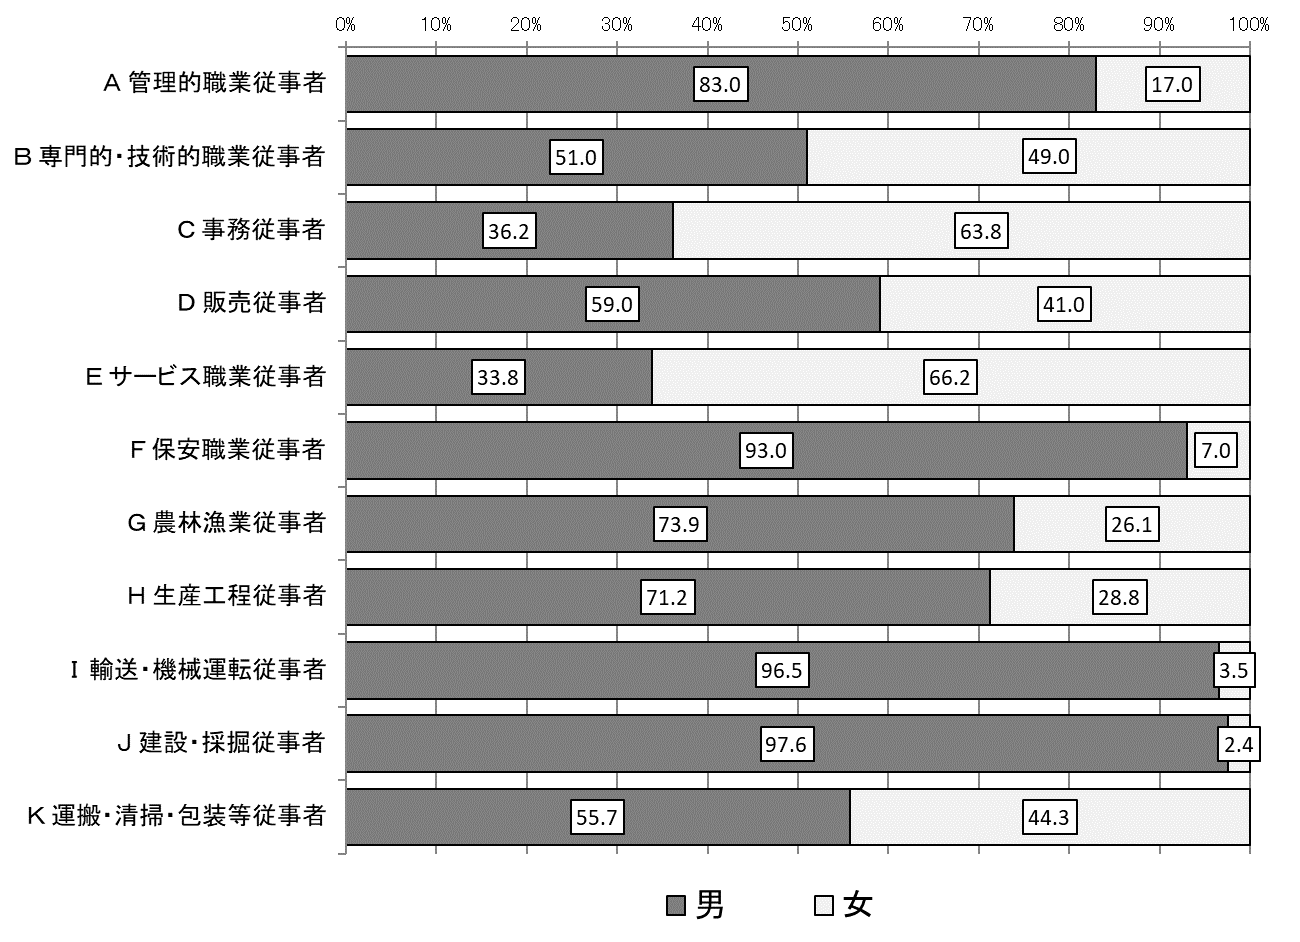 0% 10% 20% 30% 40% 50% 60% 70% 80% 90% 100%
A 管理的職業従事者 83.0 17.0
B 専門的・技術的職業従事者 51.0 49.0
C 事務従事者 36.2 63.8
D 販売従事者 59.0 41.0
E サービス職業従事者 33.8 66.2
F 保安職業従事者 93.0 7.0
G 農林漁業従事者 73.9 26.1
H 生産工程従事者 71.2 28.8
I 輸送・機械運転従事者 96.5 3.5
J 建設・採掘従事者 97.6 2.4
K 運搬・清掃・包装等従事者 55.7 44.3
男 女